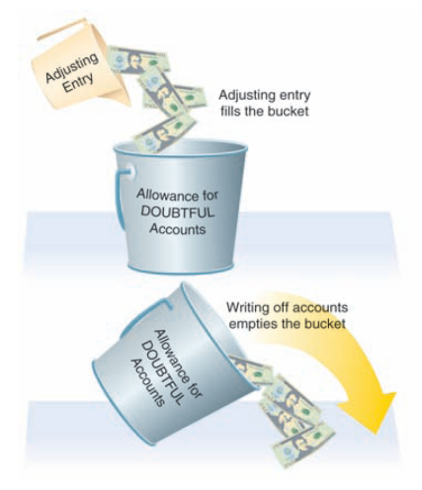 Adjusting
Entry
Adjusting entry
fills the bucket
Allowance for
DOUBTFUL
Accounts
Writing off accounts
empties the bucket
Allowance for
DOUBTFUL
Accounts